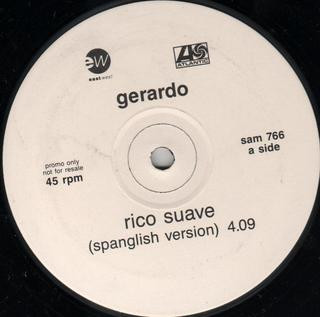 ew
east west
ATLANTIC
gerardo
promo only
not for resale
45 rpm
sam 766
a side
rico suave
(spanglish version) 4.09